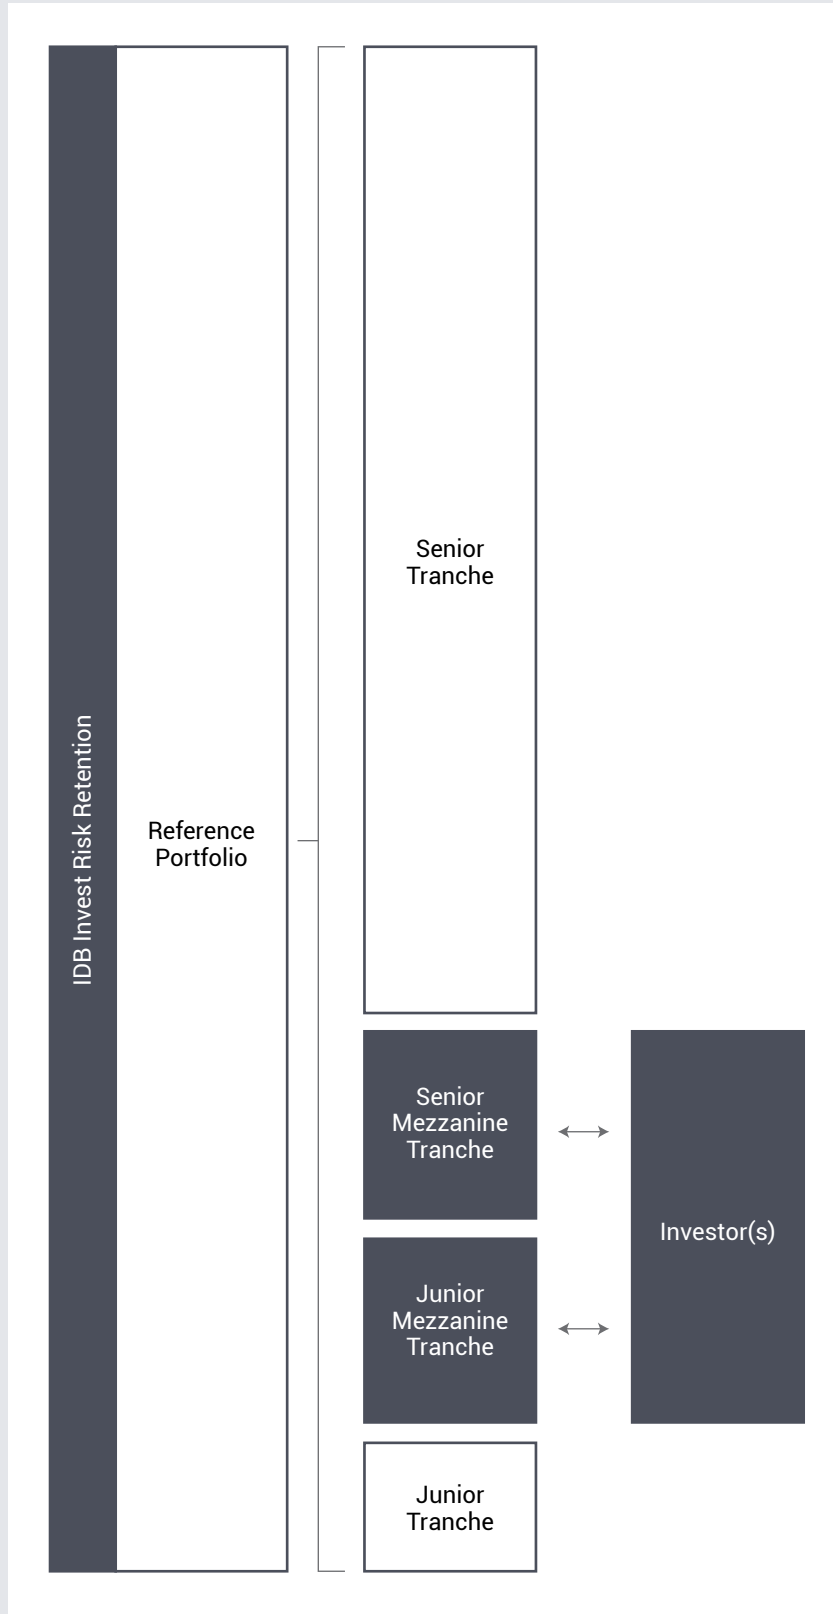 IDB Invest Risk Retention
Reference
Portfolio
Senior
Tranche
Senior
Mezzanine
Tranche
Junior
Mezzanine
Tranche
Investor(s)
Junior
Tranche